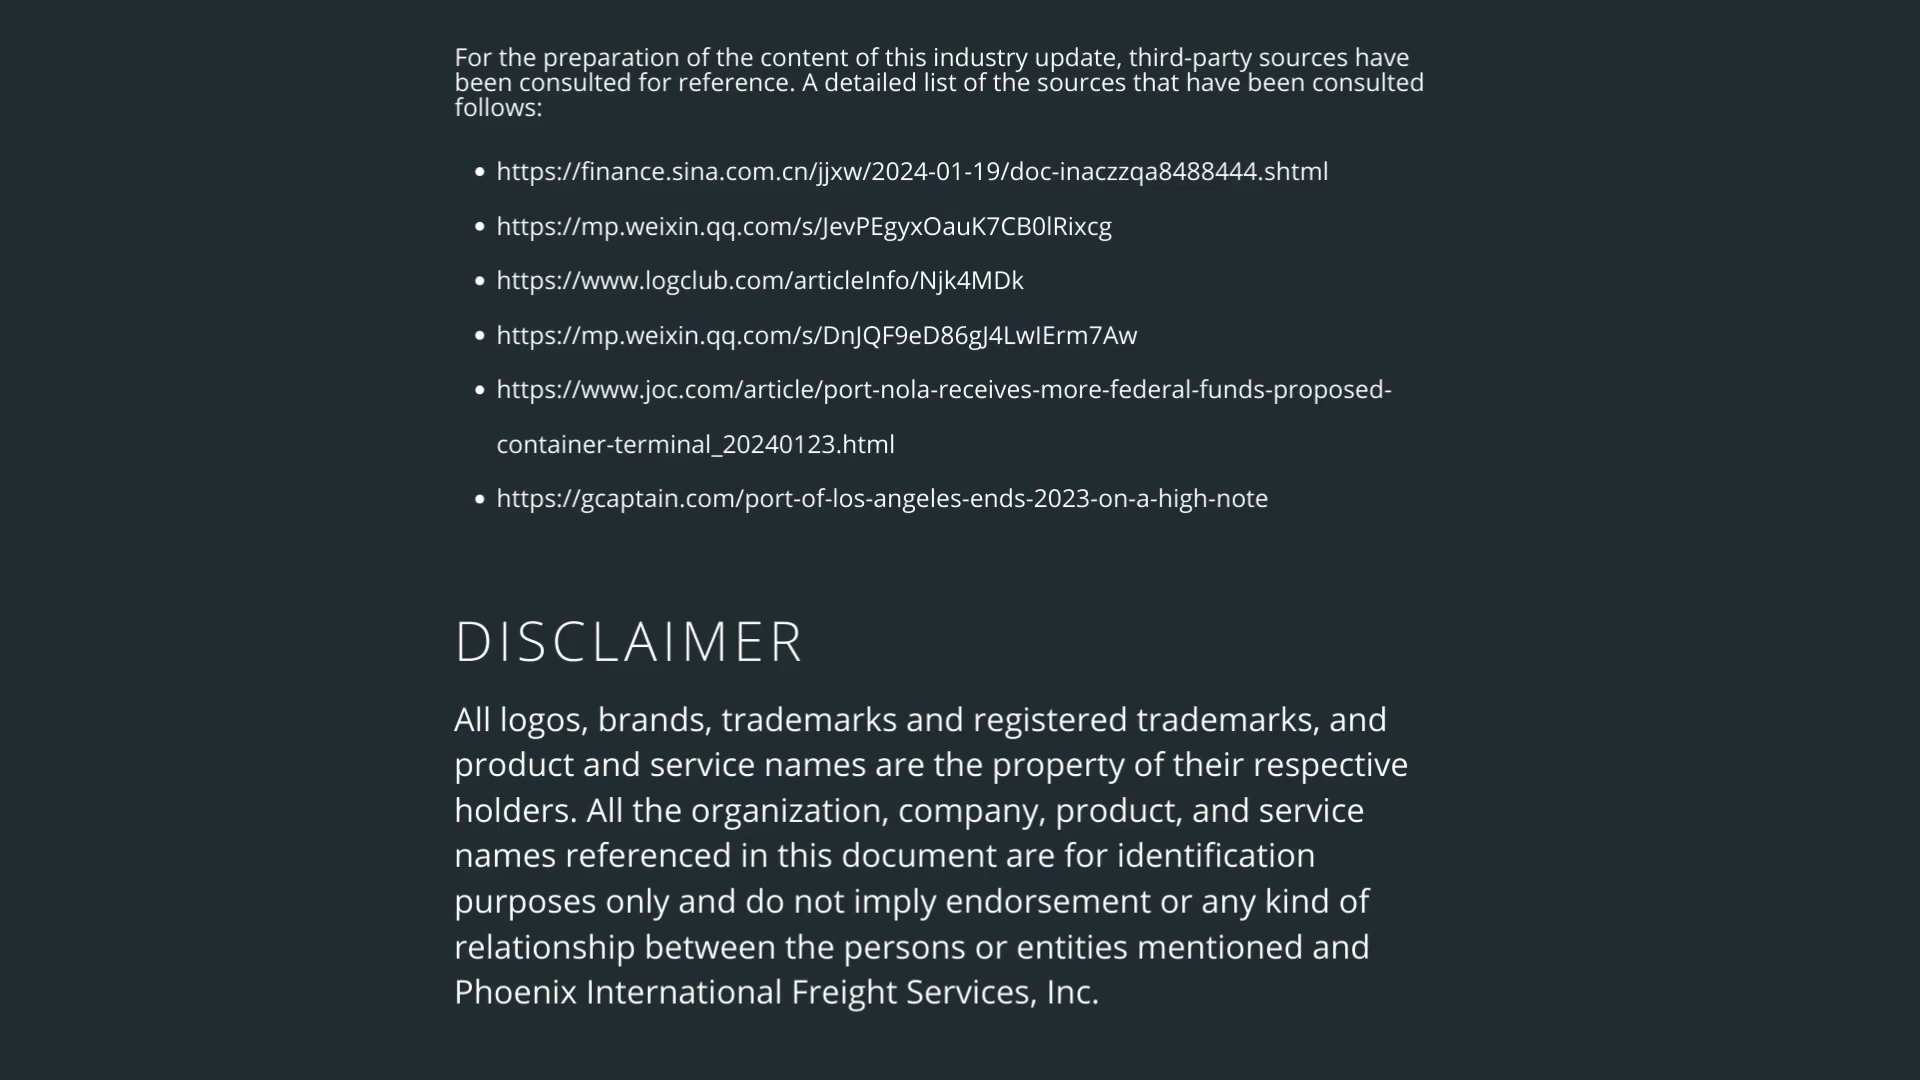 For the preparation of the content of this industry update, third-party sources have
been consulted for reference. A detailed list of the sources that have been consulted
follows:
• https://finance.sina.com.cn/jjxw/2024-01-19/doc-inaczzqa8488444.shtml
• https://mp.weixin.qq.com/s/JevPEgyxOauK7CB0lRixcg
• https://www.logclub.com/articleInfo/Njk4MDk
• https://mp.weixin.qq.com/s/DnJQF9eD86gJ4LwIErm7Aw
• https://www.joc.com/article/port-nola-receives-more-federal-funds-proposed-
container-terminal_20240123.html
• https://gcaptain.com/port-of-los-angeles-ends-2023-on-a-high-note
DISCLAIMER
All logos, brands, trademarks and registered trademarks, and
product and service names are the property of their respective
holders. All the organization, company, product, and service
names referenced in this document are for identification
purposes only and do not imply endorsement or any kind of
relationship between the persons or entities mentioned and
Phoenix International Freight Services, Inc.